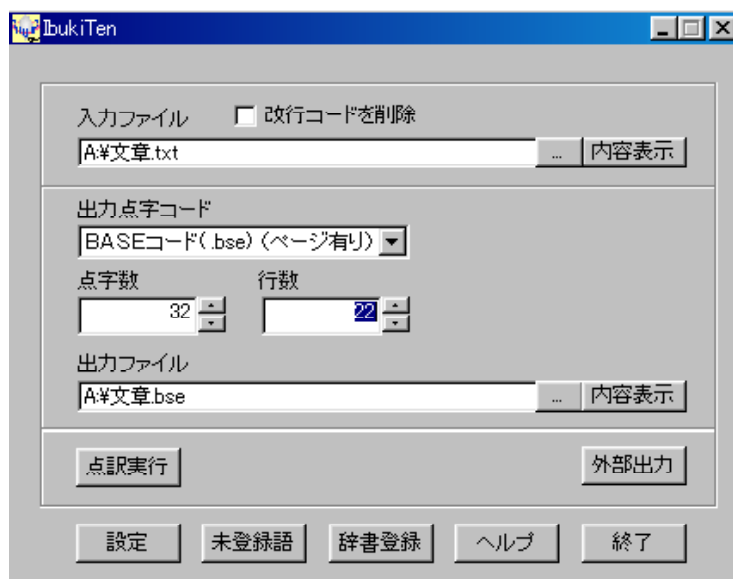 IbukiTen
入力ファイル 改行コードを削除
A:¥文章.txt ... 内容表示
出力点字コード
BASEコード(.bse) (ページ有り)
点字数 行数
32 22
出力ファイル
A:¥文章.bse ... 内容表示
点訳実行 外部出力
設定 未登録語 辞書登録 ヘルプ 終了